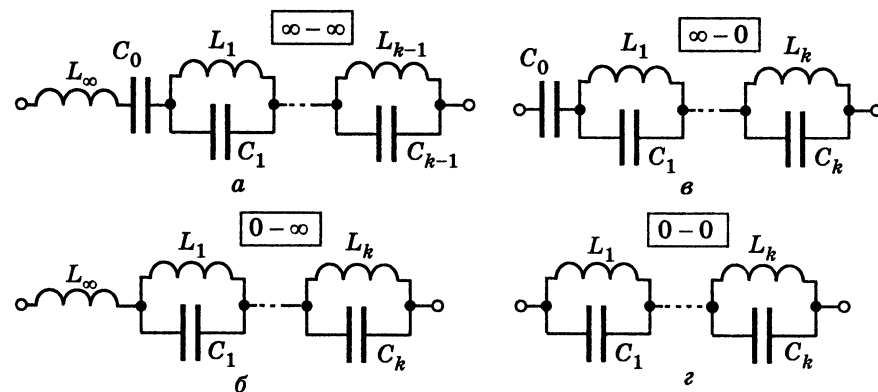 ∞ – ∞
∞ – 0
C₀ L₁ Lₖ₋₁
C₀ L₁ Lₖ
L∞
C₁ Cₖ₋₁
C₁ Cₖ
а
в
0 – ∞
0 – 0
L₁ Lₖ
L₁ Lₖ
L∞
C₁ Cₖ
C₁ Cₖ
б
г